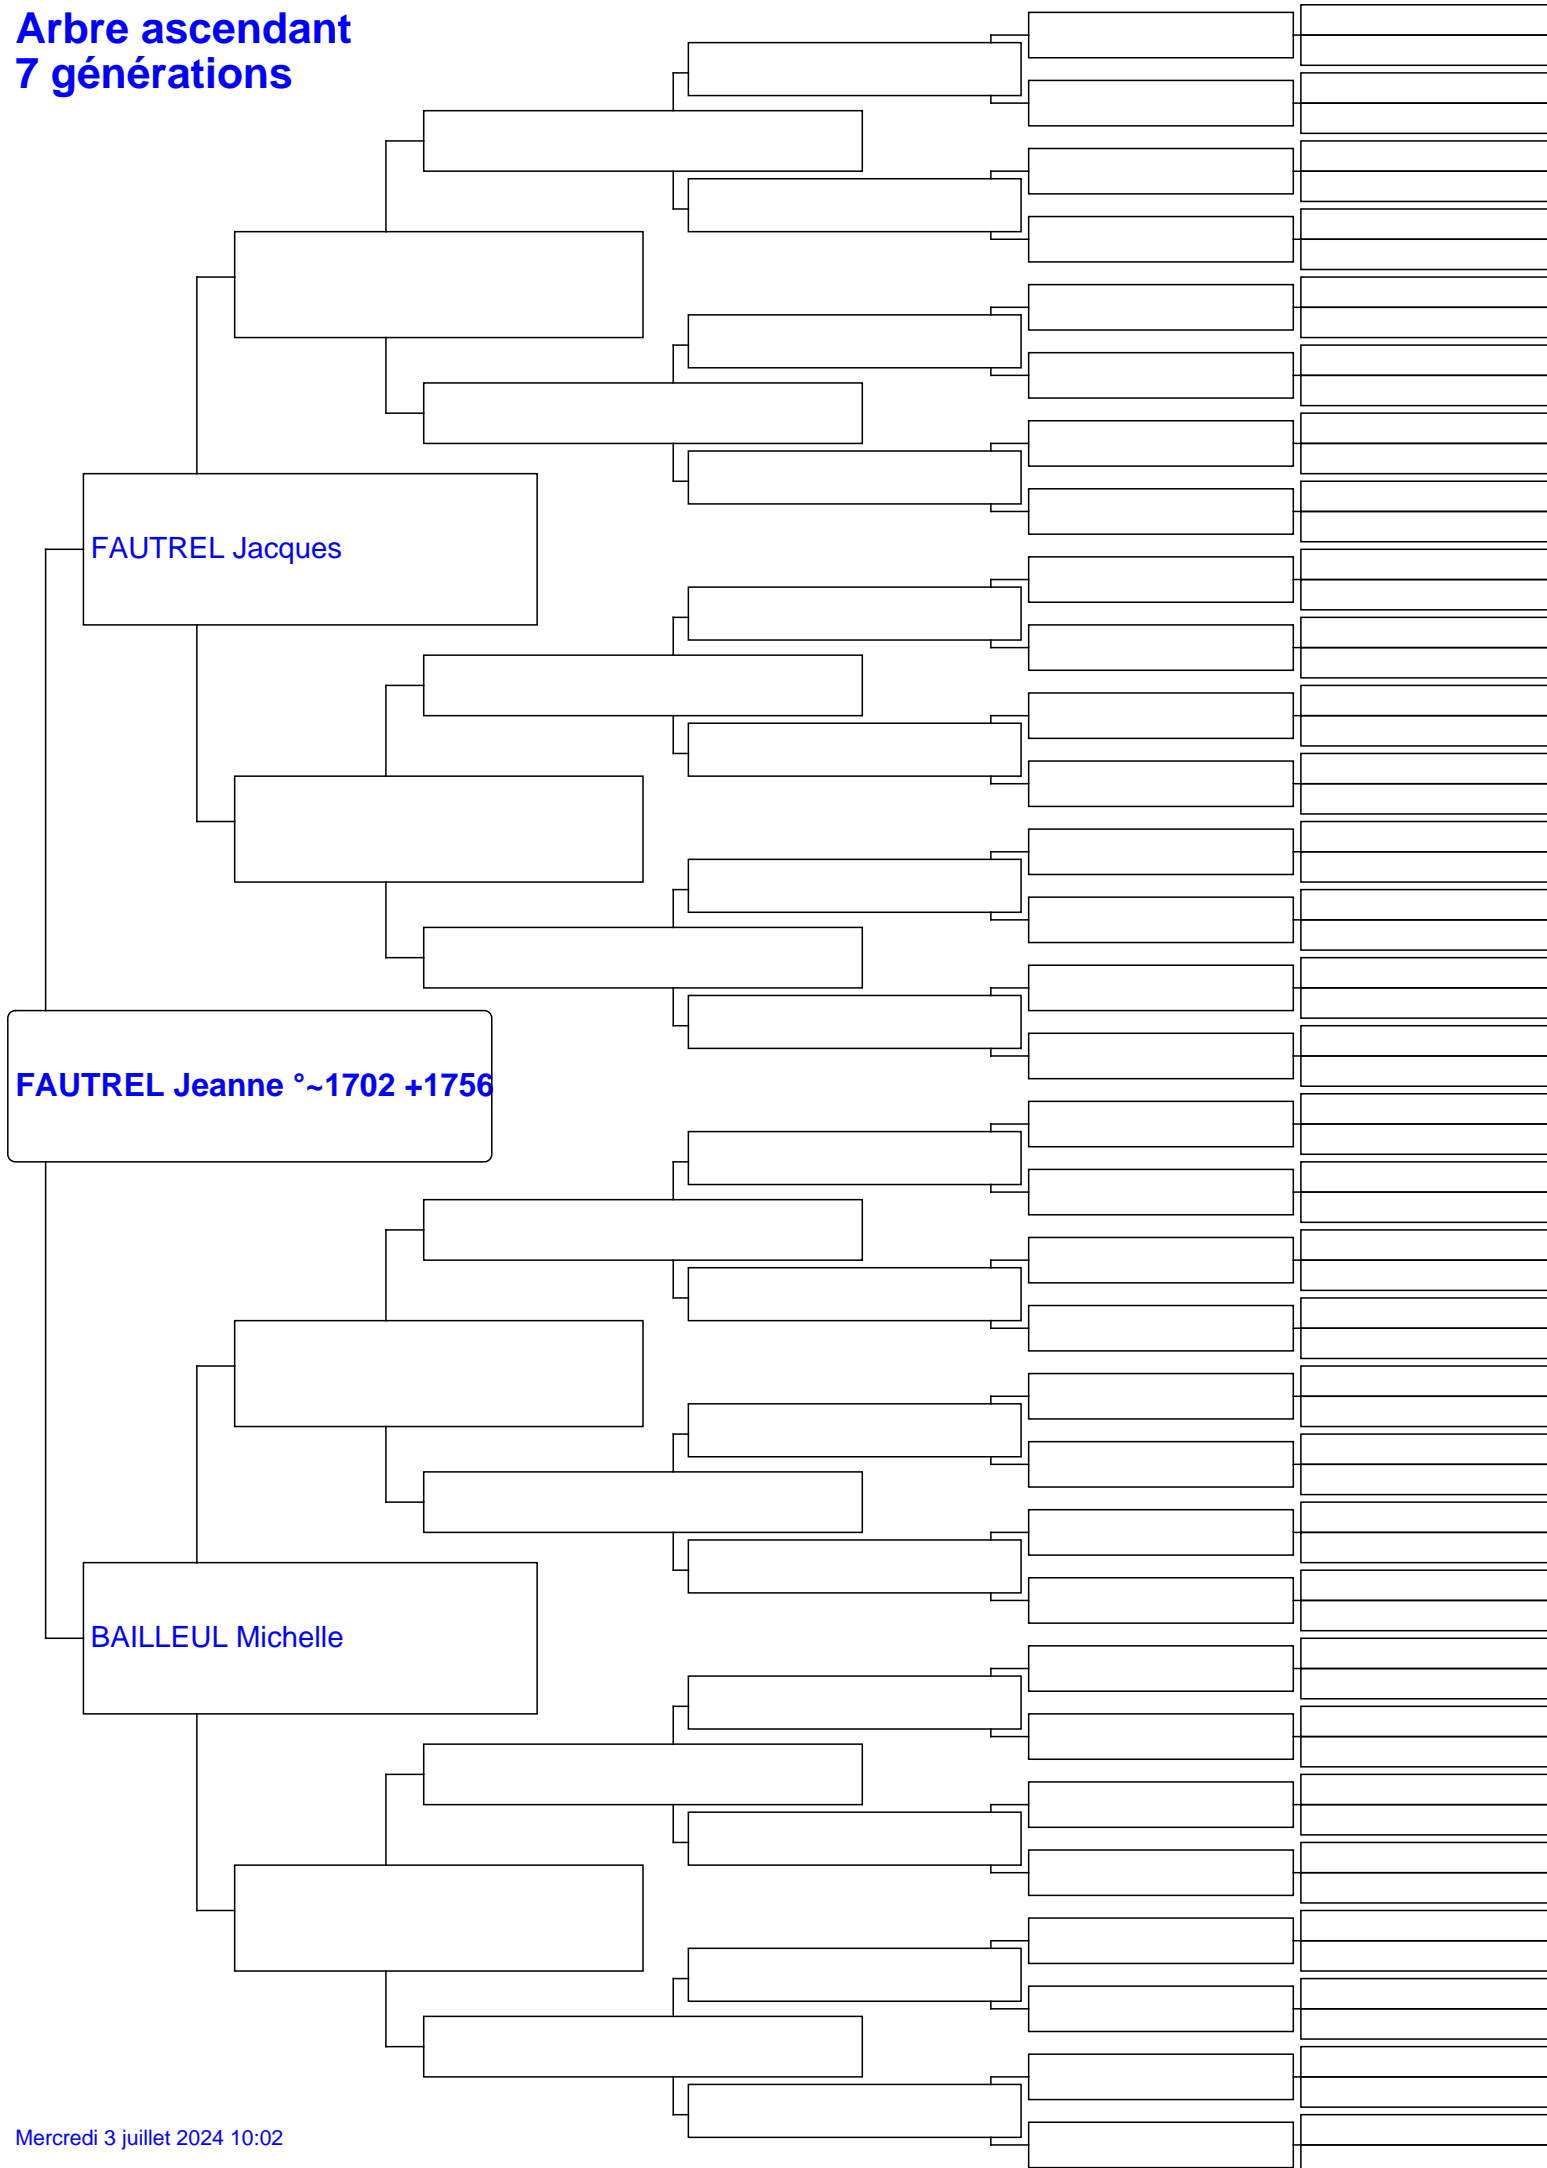 Arbre ascendant
7 générations
FAUTREL Jacques
FAUTREL Jeanne °~1702 +1756
BAILLEUL Michelle
Mercredi 3 juillet 2024 10:02